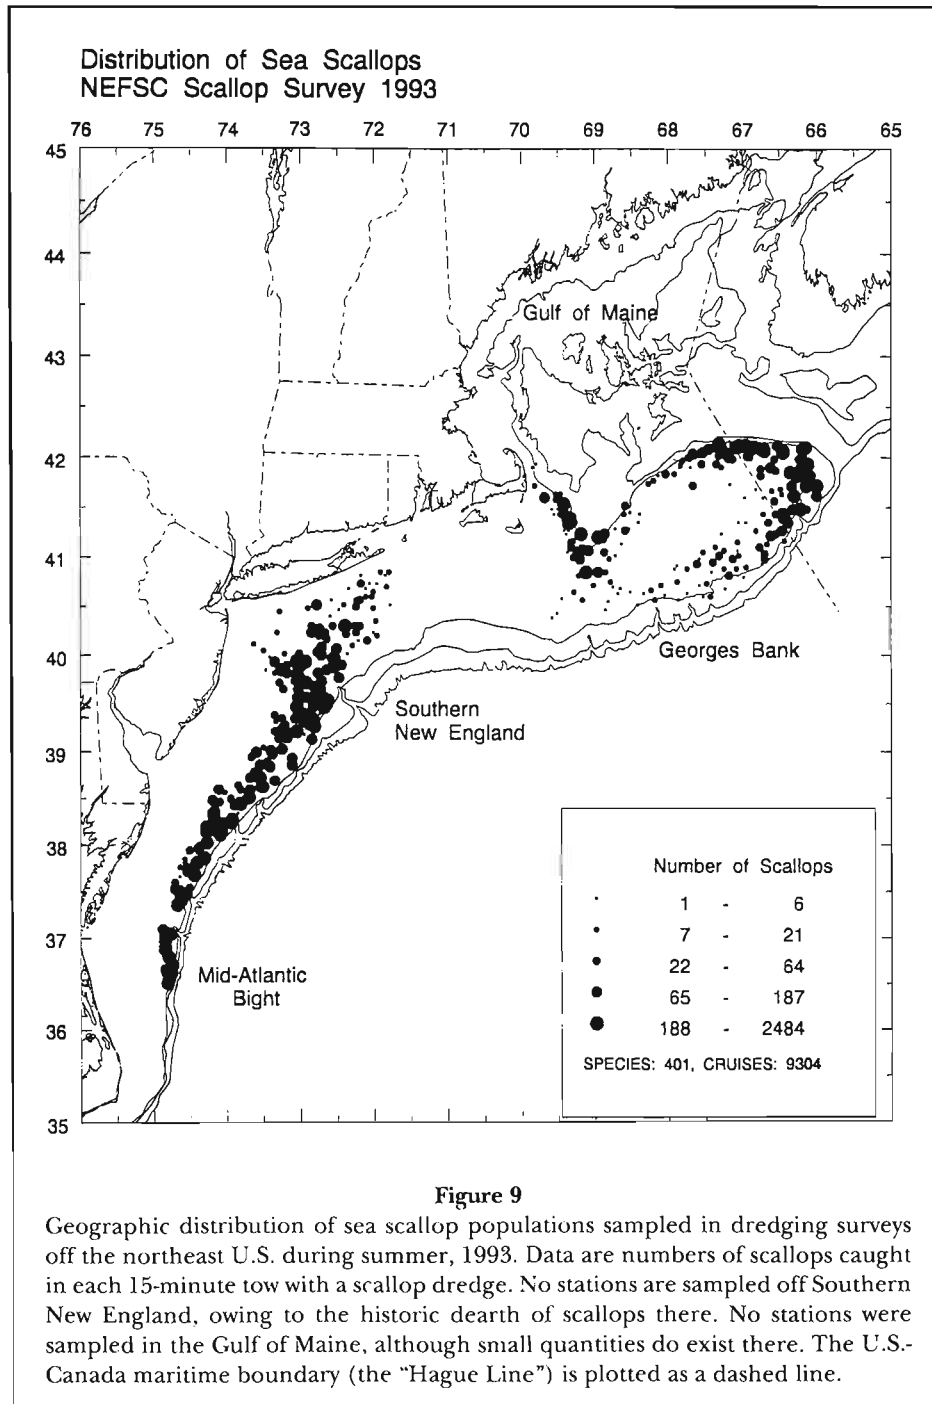 Distribution of Sea Scallops
NEFSC Scallop Survey 1993
76 75 74 73 72 71 70 69 68 67 66 65
45
44
43
42
41
40
39
38
37
36
35
Gulf of Maine
Georges Bank
Southern
New England
Mid-Atlantic
Bight
Number of Scallops
1 - 6
7 - 21
22 - 64
65 - 187
188 - 2484
SPECIES: 401, CRUISES: 9304
Figure 9
Geographic distribution of sea scallop populations sampled in dredging surveys
off the northeast U.S. during summer, 1993. Data are numbers of scallops caught
in each 15-minute tow with a scallop dredge. No stations are sampled off Southern
New England, owing to the historic dearth of scallops there. No stations were
sampled in the Gulf of Maine, although small quantities do exist there. The U.S.-
Canada maritime boundary (the "Hague Line") is plotted as a dashed line.